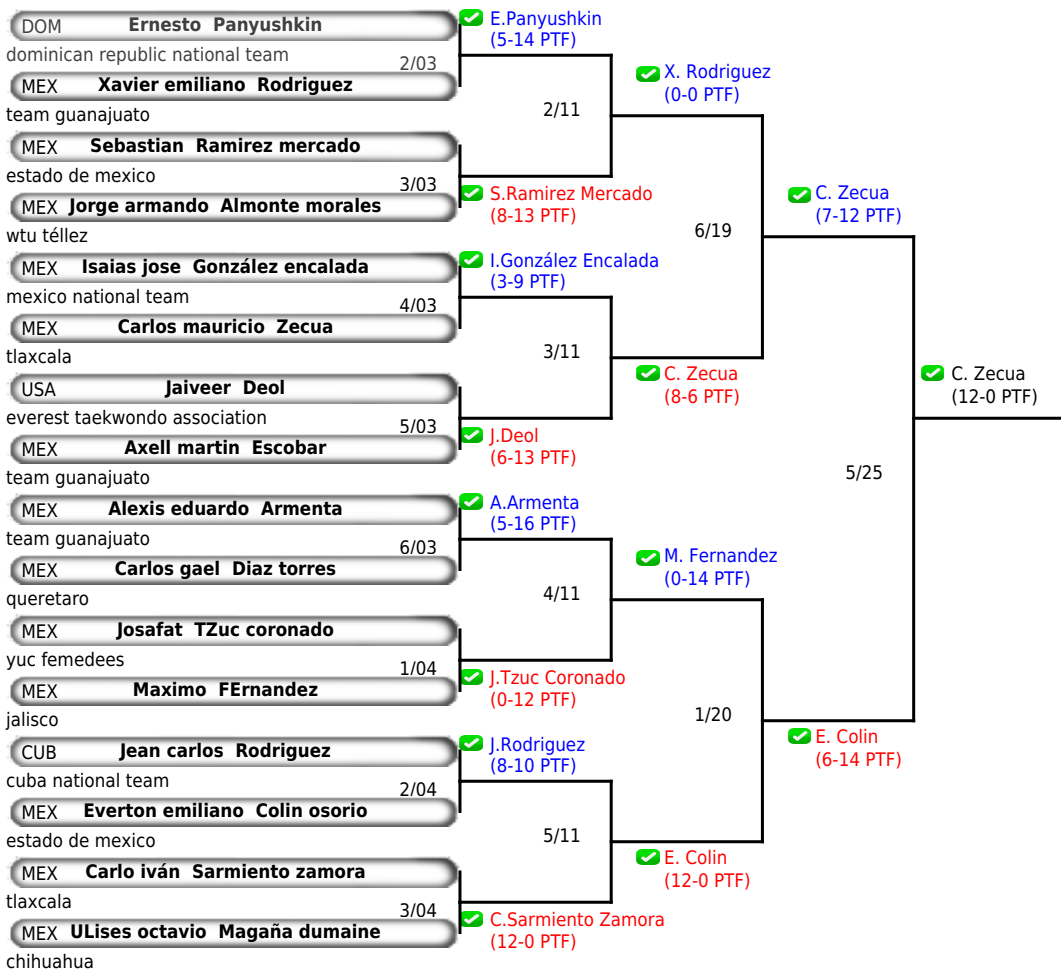 DOM Ernesto Panyushkin
dominican republic national team
2/03
MEX Xavier emiliano Rodriguez
team guanajuato
MEX Sebastian Ramirez mercado
estado de mexico
3/03
MEX Jorge armando Almonte morales
wtu téllez
MEX Isaias jose González encalada
mexico national team
4/03
MEX Carlos mauricio Zecua
tlaxcala
USA Jaiveer Deol
everest taekwondo association
5/03
MEX Axell martin Escobar
team guanajuato
MEX Alexis eduardo Armenta
team guanajuato
6/03
MEX Carlos gael Diaz torres
queretaro
MEX Josafat TZuc coronado
yuc femedees
1/04
MEX Maximo FErnandez
jalisco
CUB Jean carlos Rodriguez
cuba national team
2/04
MEX Everton emiliano Colin osorio
estado de mexico
MEX Carlo iván Sarmiento zamora
tlaxcala
3/04
MEX ULises octavio Magaña dumaine
chihuahua
E.Panyushkin
(5-14 PTF)
2/11
S.Ramirez Mercado
(8-13 PTF)
I.González Encalada
(3-9 PTF)
3/11
J.Deol
(6-13 PTF)
A.Armenta
(5-16 PTF)
4/11
J.Tzuc Coronado
(0-12 PTF)
J.Rodriguez
(8-10 PTF)
5/11
C.Sarmiento Zamora
(12-0 PTF)
X. Rodriguez
(0-0 PTF)
6/19
C. Zecua
(8-6 PTF)
M. Fernandez
(0-14 PTF)
1/20
E. Colin
(12-0 PTF)
C. Zecua
(7-12 PTF)
5/25
E. Colin
(6-14 PTF)
C. Zecua
(12-0 PTF)